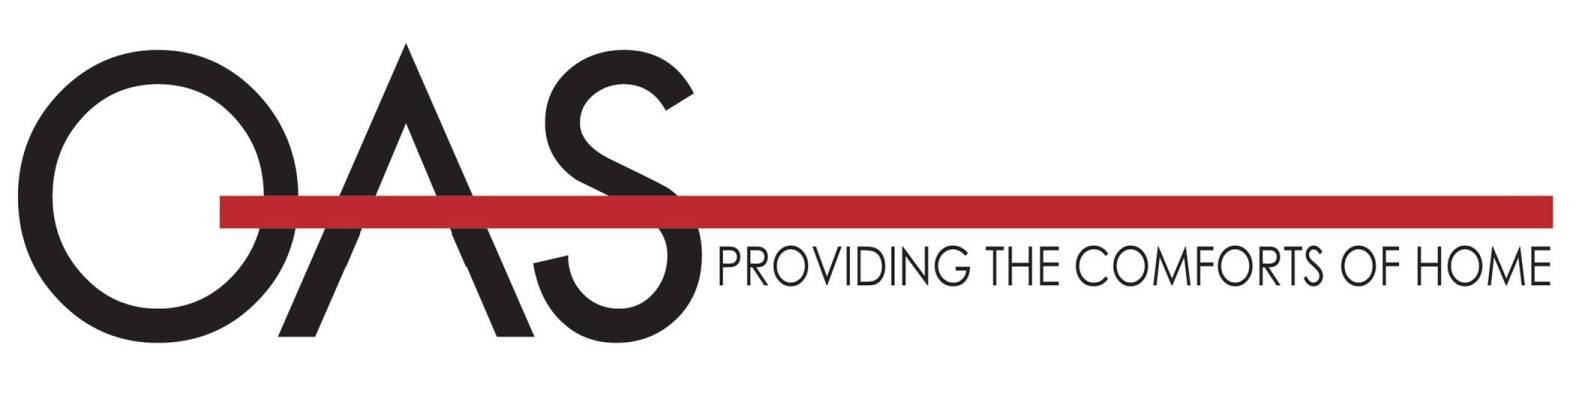 OAS
PROVIDING THE COMFORTS OF HOME